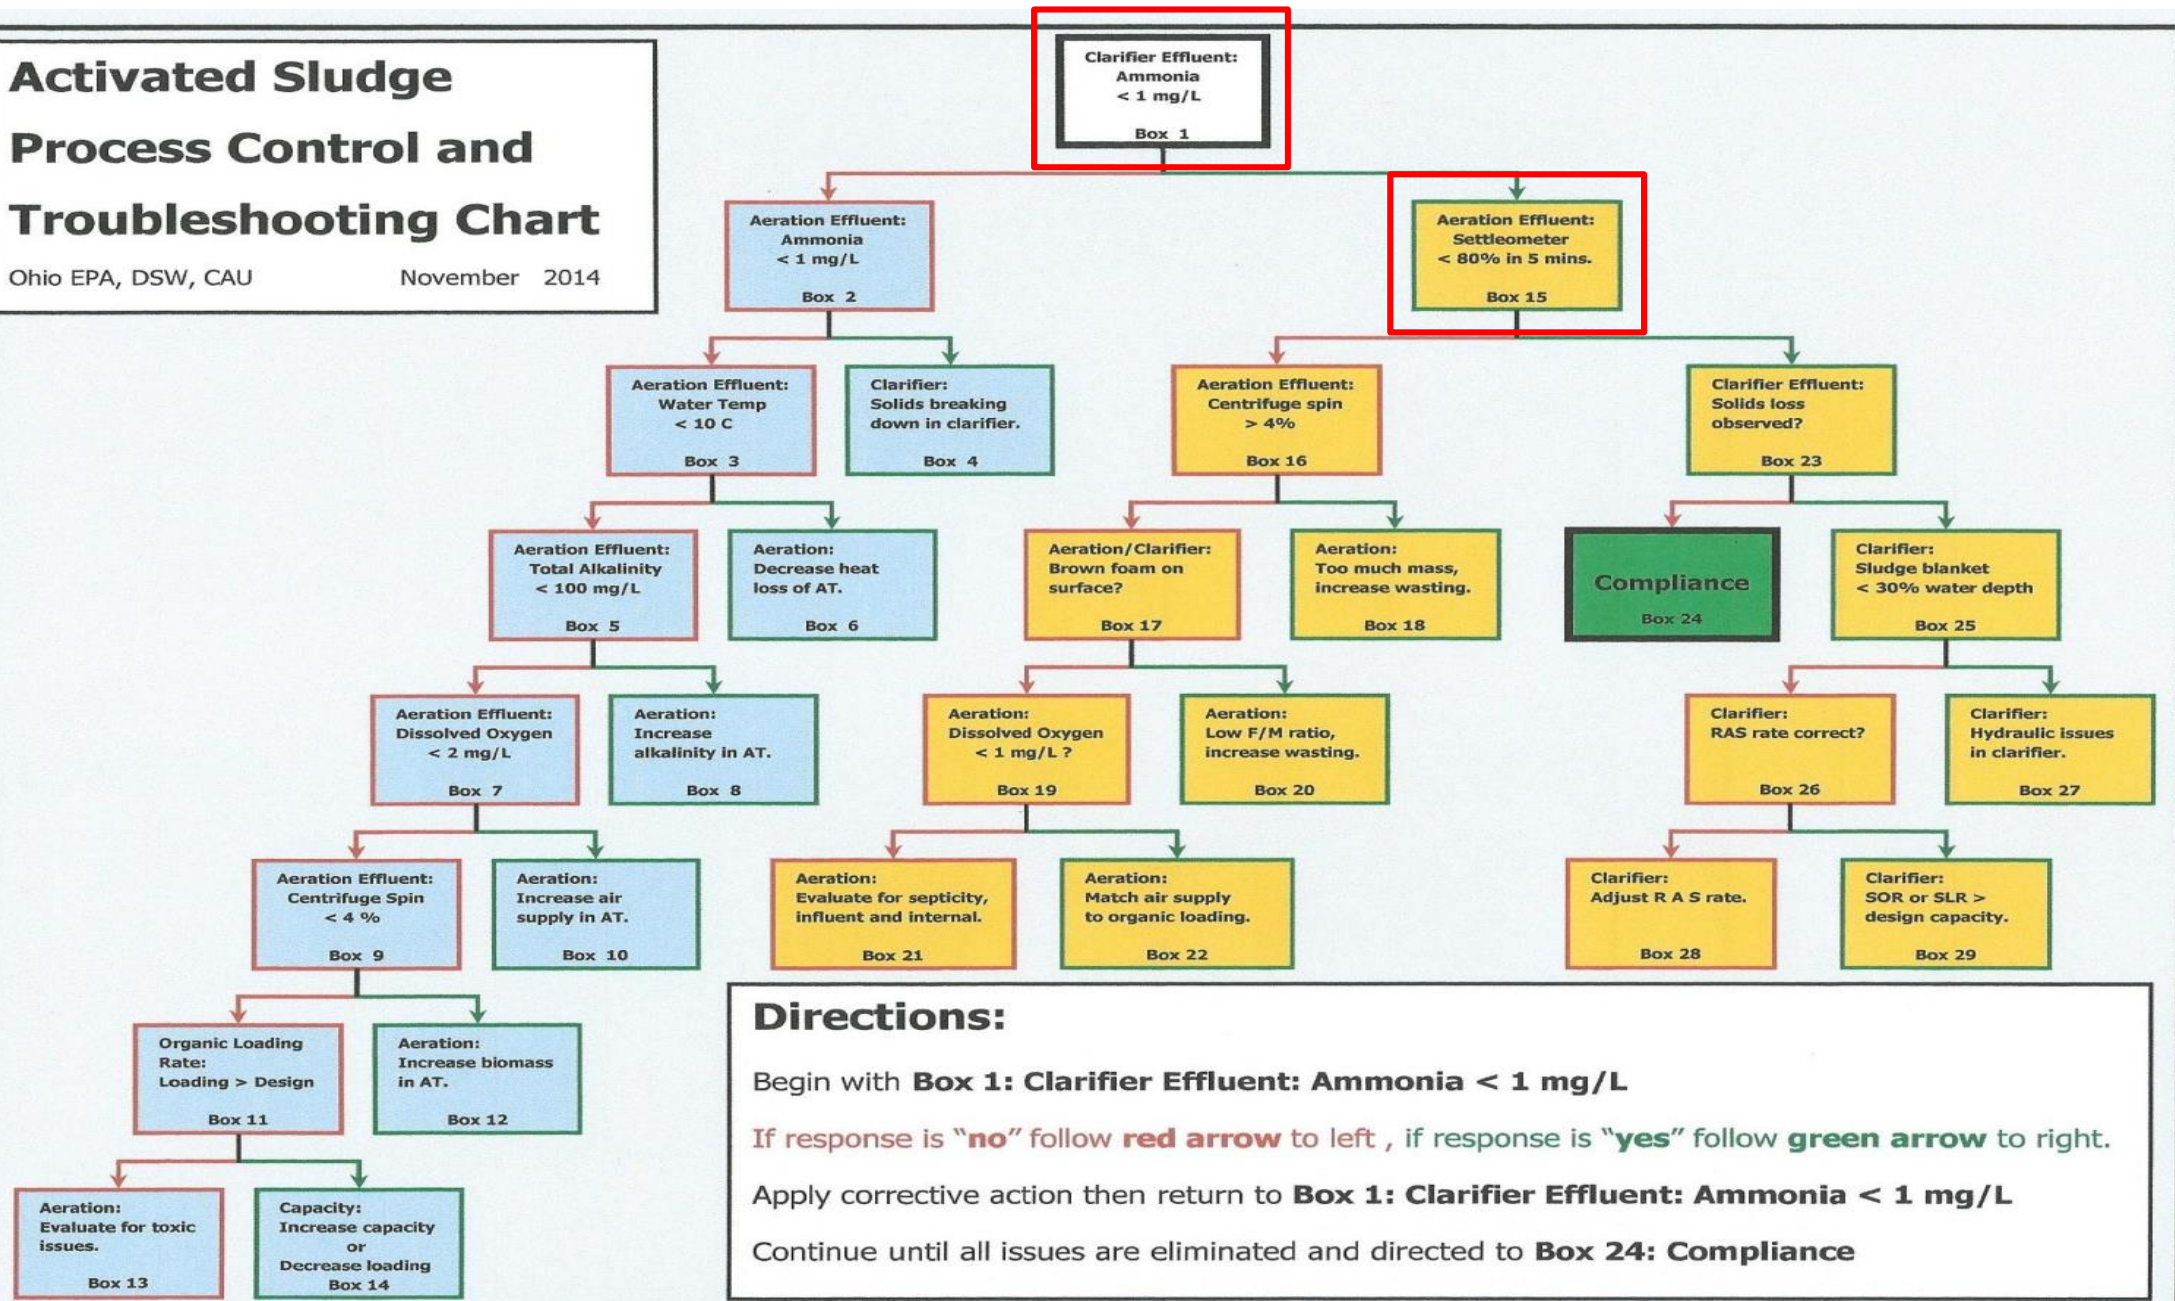 Activated Sludge
Process Control and
Troubleshooting Chart
Ohio EPA, DSW, CAU November 2014
Clarifier Effluent:
Ammonia
< 1 mg/L
Box 1
Aeration Effluent:
Ammonia
< 1 mg/L
Box 2
Aeration Effluent:
Settleometer
< 80% in 5 mins.
Box 15
Aeration Effluent:
Water Temp
< 10 C
Box 3
Clarifier:
Solids breaking
down in clarifier.
Box 4
Aeration Effluent:
Centrifuge spin
> 4%
Box 16
Clarifier Effluent:
Solids loss
observed?
Box 23
Aeration Effluent:
Total Alkalinity
< 100 mg/L
Box 5
Aeration:
Decrease heat
loss of AT.
Box 6
Aeration/Clarifier:
Brown foam on
surface?
Box 17
Aeration:
Too much mass,
increase wasting.
Box 18
Compliance
Box 24
Clarifier:
Sludge blanket
< 30% water depth
Box 25
Aeration Effluent:
Dissolved Oxygen
< 2 mg/L
Box 7
Aeration:
Increase
alkalinity in AT.
Box 8
Aeration:
Dissolved Oxygen
< 1 mg/L ?
Box 19
Aeration:
Low F/M ratio,
increase wasting.
Box 20
Clarifier:
RAS rate correct?
Box 26
Clarifier:
Hydraulic issues
in clarifier.
Box 27
Aeration Effluent:
Centrifuge Spin
< 4 %
Box 9
Aeration:
Increase air
supply in AT.
Box 10
Aeration:
Evaluate for septicity,
influent and internal.
Box 21
Aeration:
Match air supply
to organic loading.
Box 22
Clarifier:
Adjust R A S rate.
Box 28
Clarifier:
SOR or SLR >
design capacity.
Box 29
Organic Loading
Rate:
Loading > Design
Box 11
Aeration:
Increase biomass
in AT.
Box 12
Aeration:
Evaluate for toxic
issues.
Box 13
Capacity:
Increase capacity
or
Decrease loading
Box 14
Directions:
Begin with Box 1: Clarifier Effluent: Ammonia < 1 mg/L
If response is "no" follow red arrow to left , if response is "yes" follow green arrow to right.
Apply corrective action then return to Box 1: Clarifier Effluent: Ammonia < 1 mg/L
Continue until all issues are eliminated and directed to Box 24: Compliance